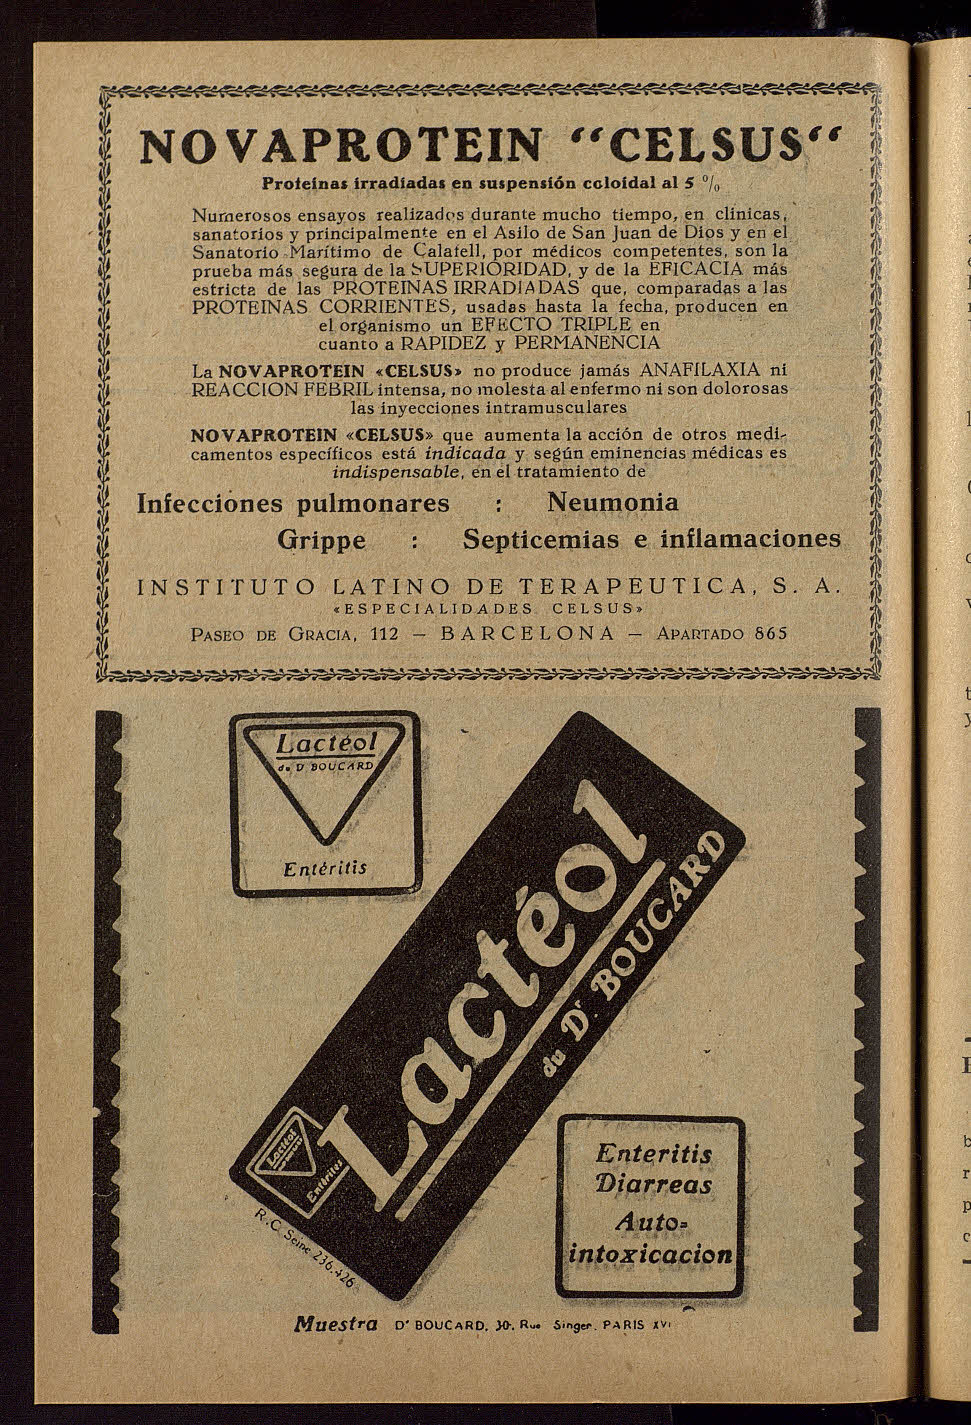 NOVAPROTEIN “CELSUS“
Proteinas irradiadas en suspensión coloidal al 5 º/₀
Numerosos ensayos realizados durante mucho tiempo, en clinicas,
sanatorios y principalmente en el Asilo de San Juan de Dios y en el
Sanatorio Marítimo de Calafell, por médicos competentes, son la
prueba más segura de la SUPERIORIDAD, y de la EFICACIA más
estricta de las PROTEINAS IRRADIADAS que, comparadas a las
PROTEINAS CORRIENTES, usadas hasta la fecha, producen en
el organismo un EFECTO TRIPLE en
cuanto a RAPIDEZ y PERMANENCIA
La NOVAPROTEIN «CELSUS» no produce jamás ANAFILAXIA ni
REACCION FEBRIL intensa, no molesta al enfermo ni son dolorosas
las inyecciones intramusculares
NOVAPROTEIN «CELSUS» que aumenta la acción de otros medi-
camentos específicos está indicada y según eminencias médicas es
indispensable, en el tratamiento de
Infecciones pulmonares : Neumonia
Grippe : Septicemias e inflamaciones
INSTITUTO LATINO DE TERAPEUTICA, S. A.
«ESPECIALIDADES CELSUS»
PASEO DE GRACIA, 112 — BARCELONA — APARTADO 865
Lactéol
du D BOUCARD
Entéritis
Lactéol
du Dr. BOUCARD
Lactéol
Entérites
R. C. Seine 236.426
Enteritis
Diarreas
Auto=
intoxicacion
Muestra Dr BOUCARD, 30, Rue Singer. PARIS XVI